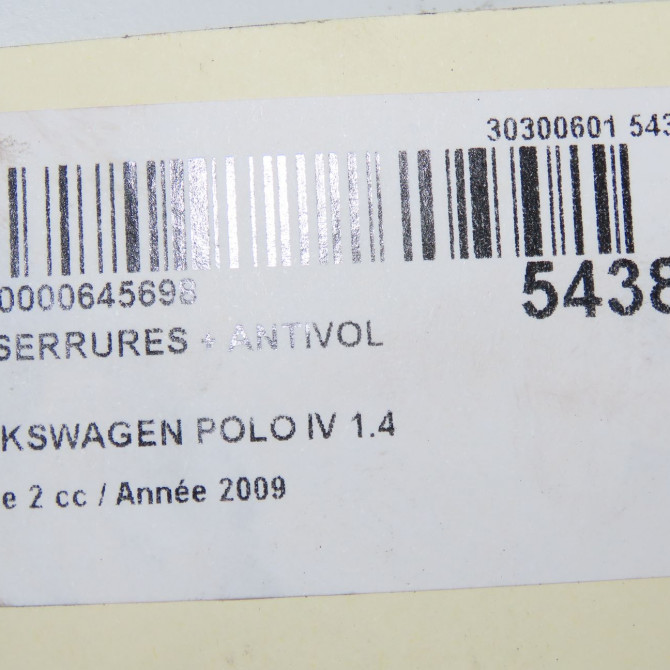 30300601 543
0000645698
5438
SERRURES + ANTIVOL
KSWAGEN POLO IV 1.4
e 2 cc / Année 2009